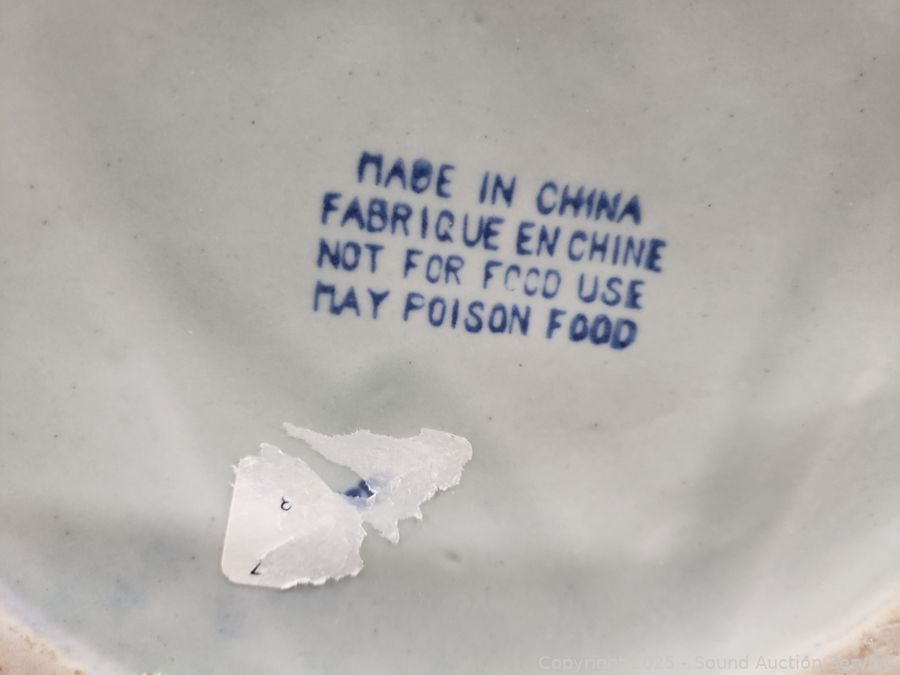 MADE IN CHINA
FABRIQUE EN CHINE
NOT FOR FOOD USE
MAY POISON FOOD
Copyright 2025 - Sound Auction Service